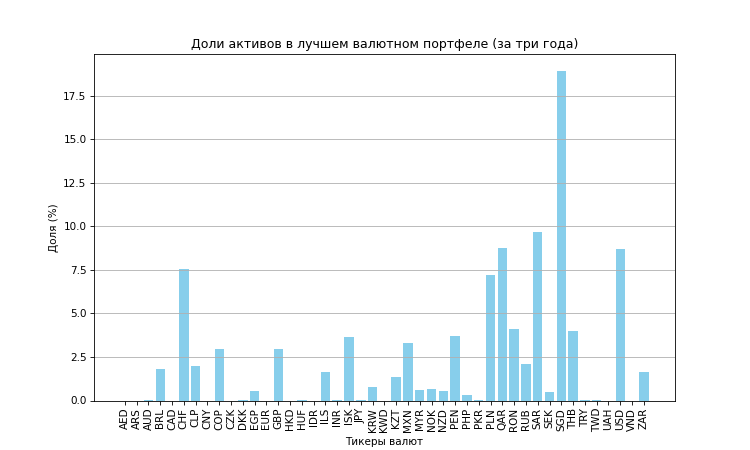 Доли активов в лучшем валютном портфеле (за три года)
Доля (%)
17.5
15.0
12.5
10.0
7.5
5.0
2.5
0.0
AED ARS AUD BRL CAD CHF CLP CNY COP CZK DKK EGP EUR GBP HKD HUF IDR ILS INR ISK JPY KRW KWD KZT MXN MYR NOK NZD PEN PHP PKR PLN QAR RON RUB SAR SEK SGD THB TRY TWD UAH USD VND ZAR
Тикеры валют